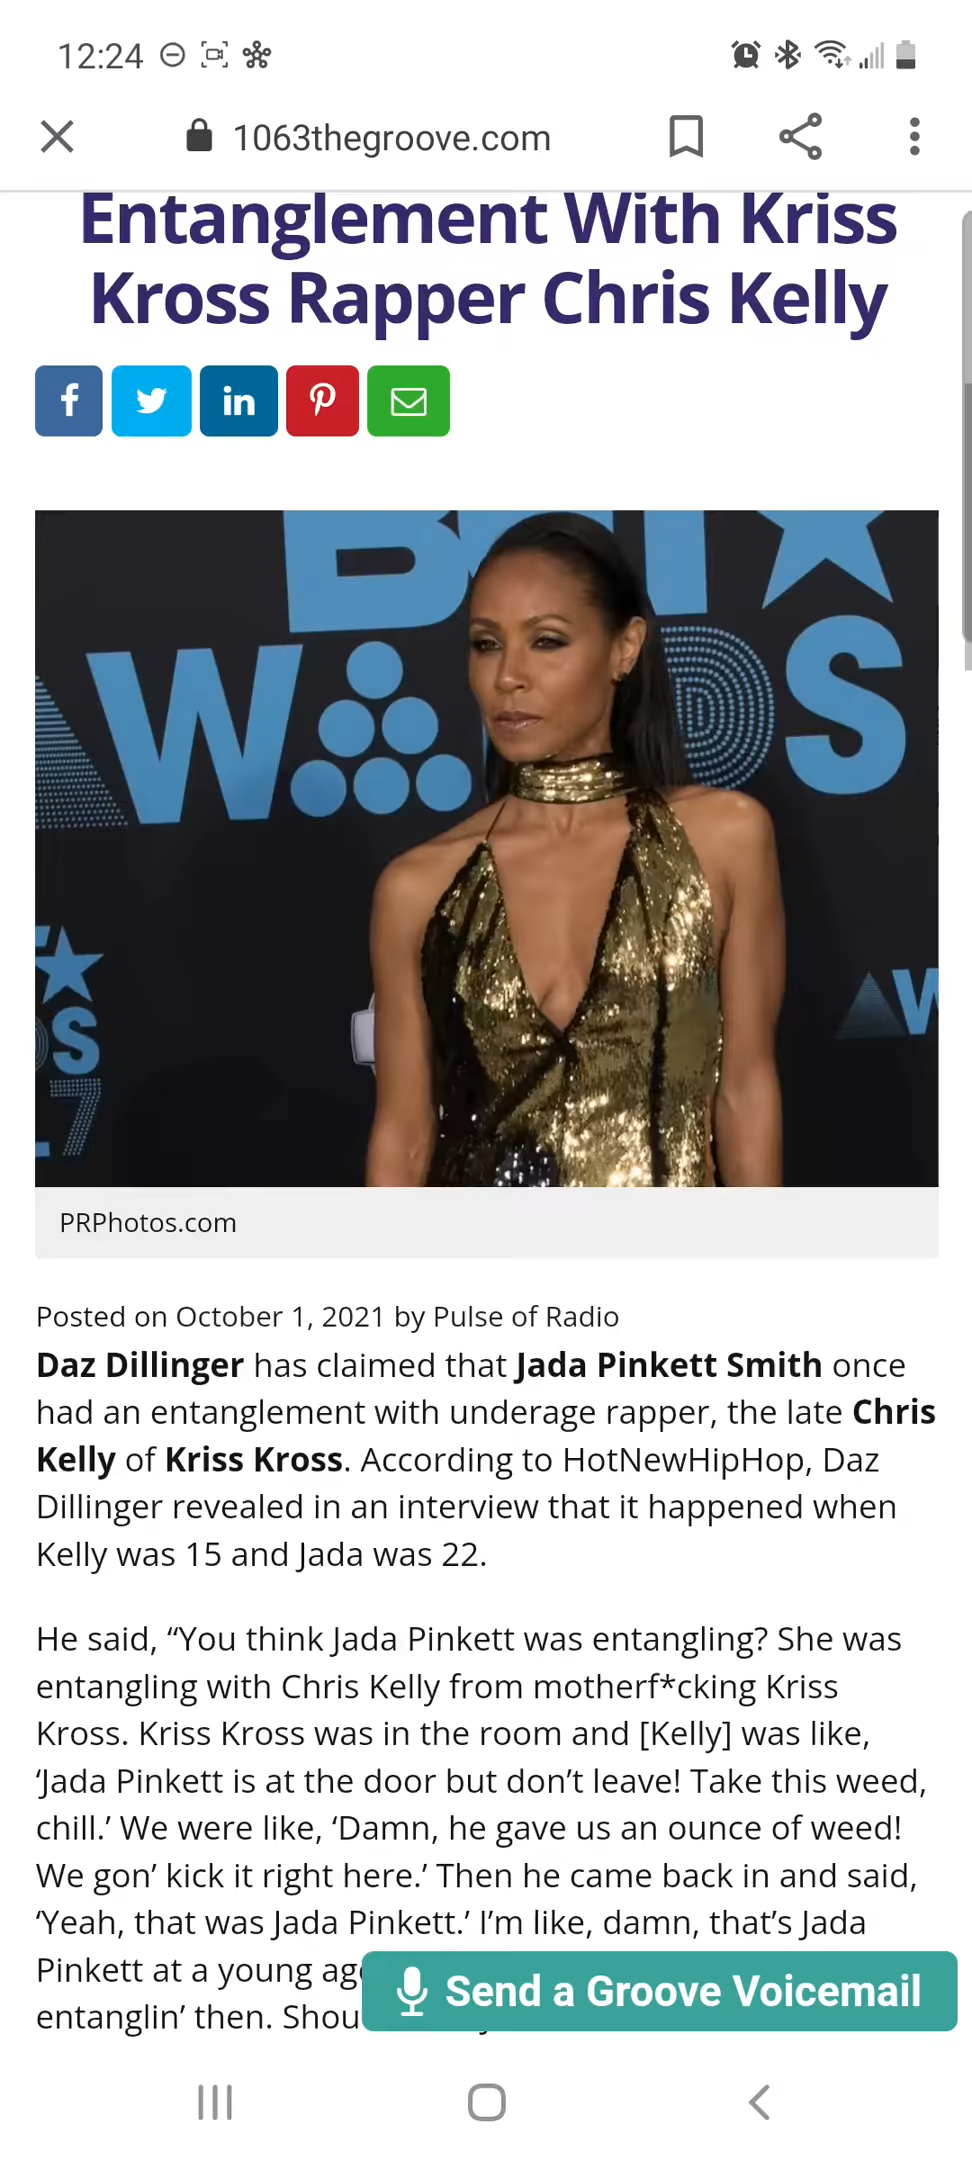 12:24
1063thegroove.com
Entanglement With Kriss
Kross Rapper Chris Kelly
PRPhotos.com
Posted on October 1, 2021 by Pulse of Radio
Daz Dillinger has claimed that Jada Pinkett Smith once
had an entanglement with underage rapper, the late Chris
Kelly of Kriss Kross. According to HotNewHipHop, Daz
Dillinger revealed in an interview that it happened when
Kelly was 15 and Jada was 22.
He said, “You think Jada Pinkett was entangling? She was
entangling with Chris Kelly from motherf*cking Kriss
Kross. Kriss Kross was in the room and [Kelly] was like,
‘Jada Pinkett is at the door but don’t leave! Take this weed,
chill.’ We were like, ‘Damn, he gave us an ounce of weed!
We gon’ kick it right here.’ Then he came back in and said,
‘Yeah, that was Jada Pinkett.’ I’m like, damn, that’s Jada
Pinkett at a young
entanglin’ then.
Send a Groove Voicemail